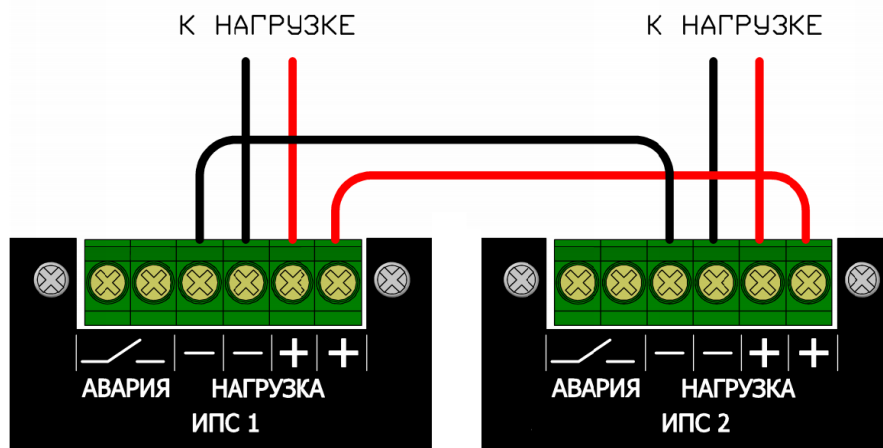 К НАГРУЗКЕ К НАГРУЗКЕ
— — + + — — + +
АВАРИЯ НАГРУЗКА АВАРИЯ НАГРУЗКА
ИПС 1 ИПС 2